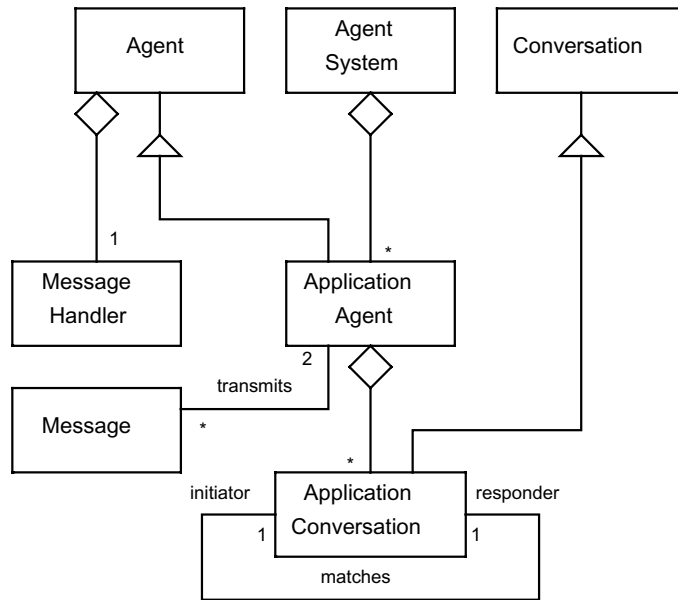 Agent
Agent
System
Conversation
1
*
Message
Handler
Application
Agent
2
transmits
Message
*
*
initiator
Application
responder
1
Conversation
1
matches